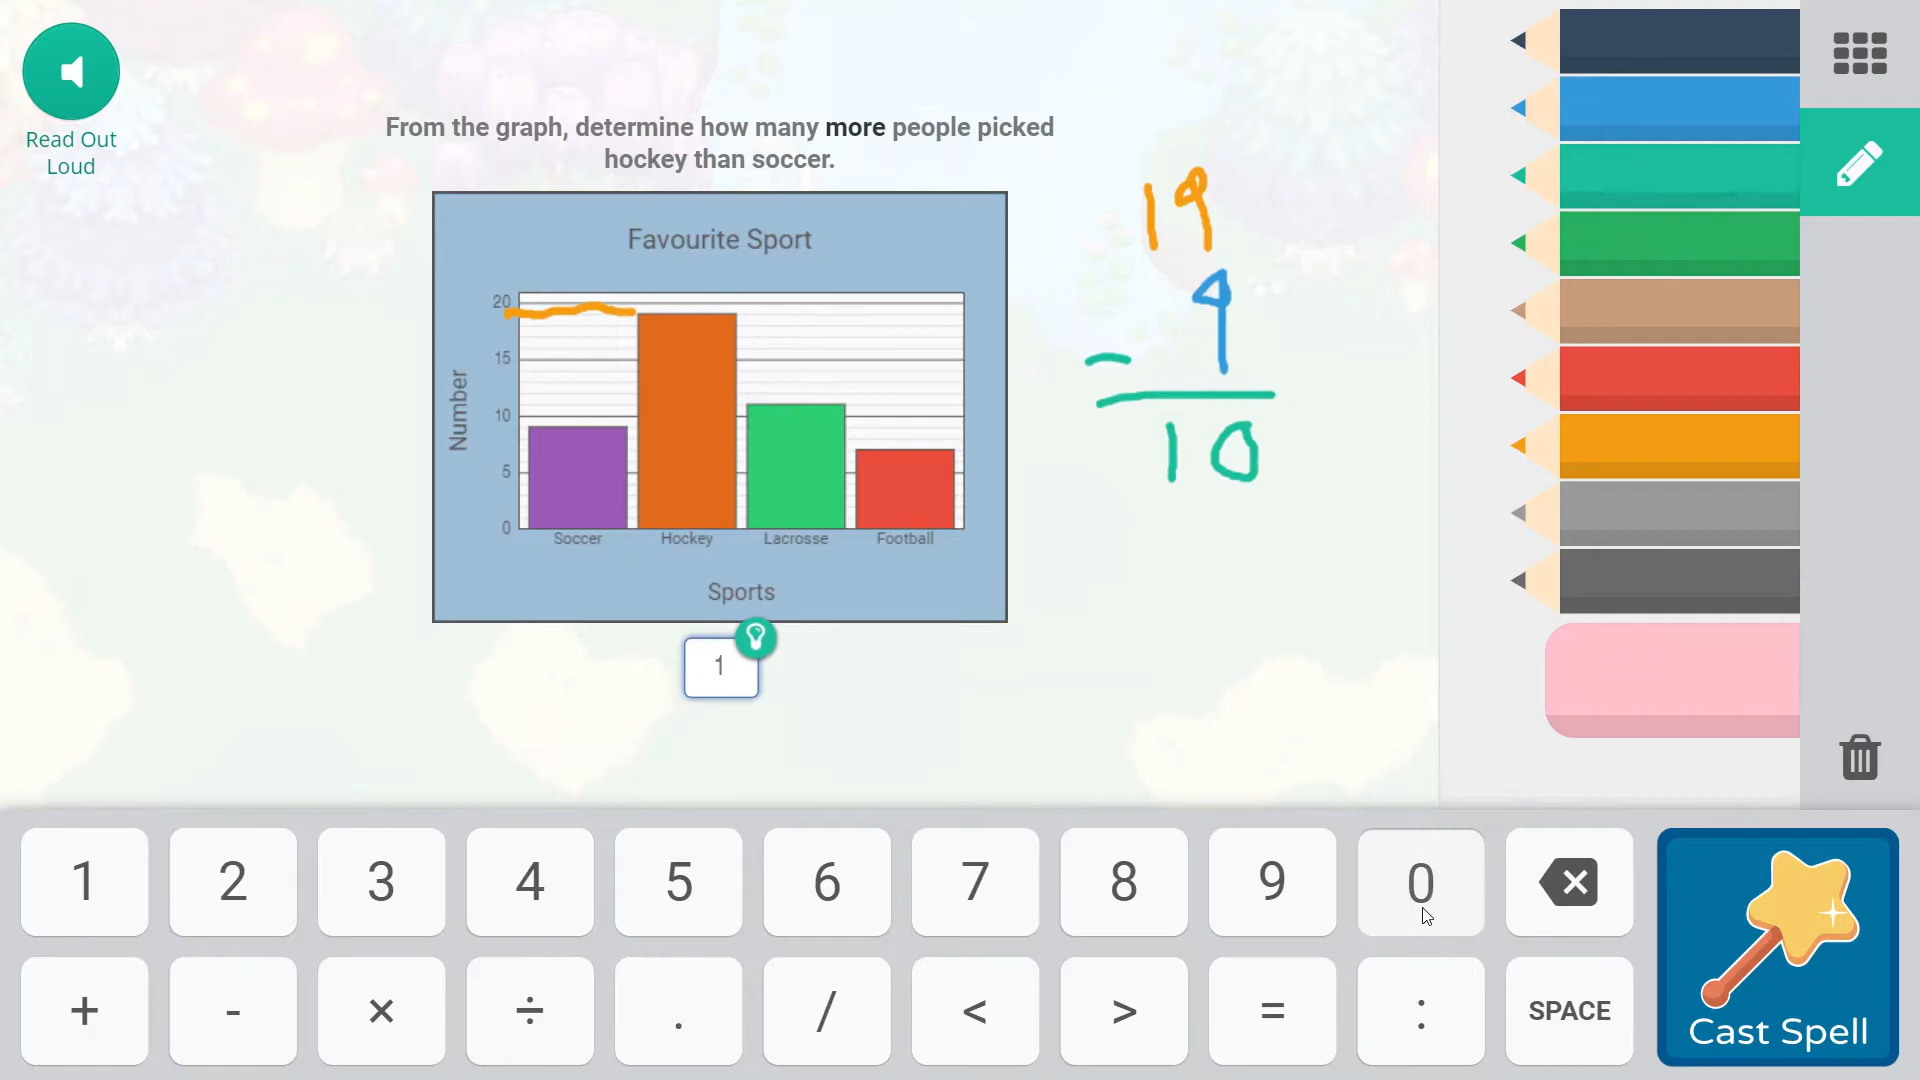 Read Out
Loud
From the graph, determine how many more people picked
hockey than soccer.
Favourite Sport
Number
20
15
10
5
0
Soccer Hockey Lacrosse Football
Sports
19
- 9
10
1
1 2 3 4 5 6 7 8 9 0
+ - × ÷ . / < > = : SPACE
Cast Spell